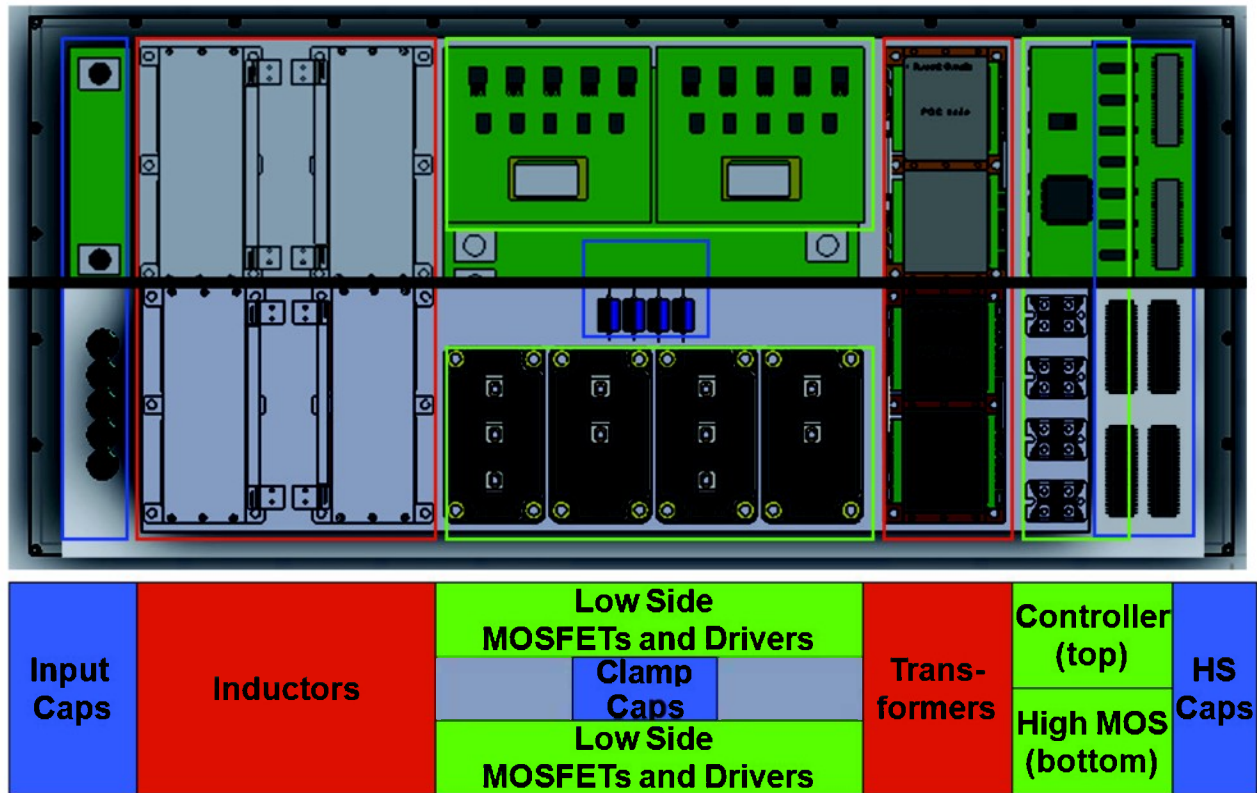 Low Side
MOSFETs and Drivers
Input
Caps
Inductors
Clamp
Caps
Trans-
formers
Controller
(top)
HS
Caps
Low Side
MOSFETs and Drivers
High MOS
(bottom)